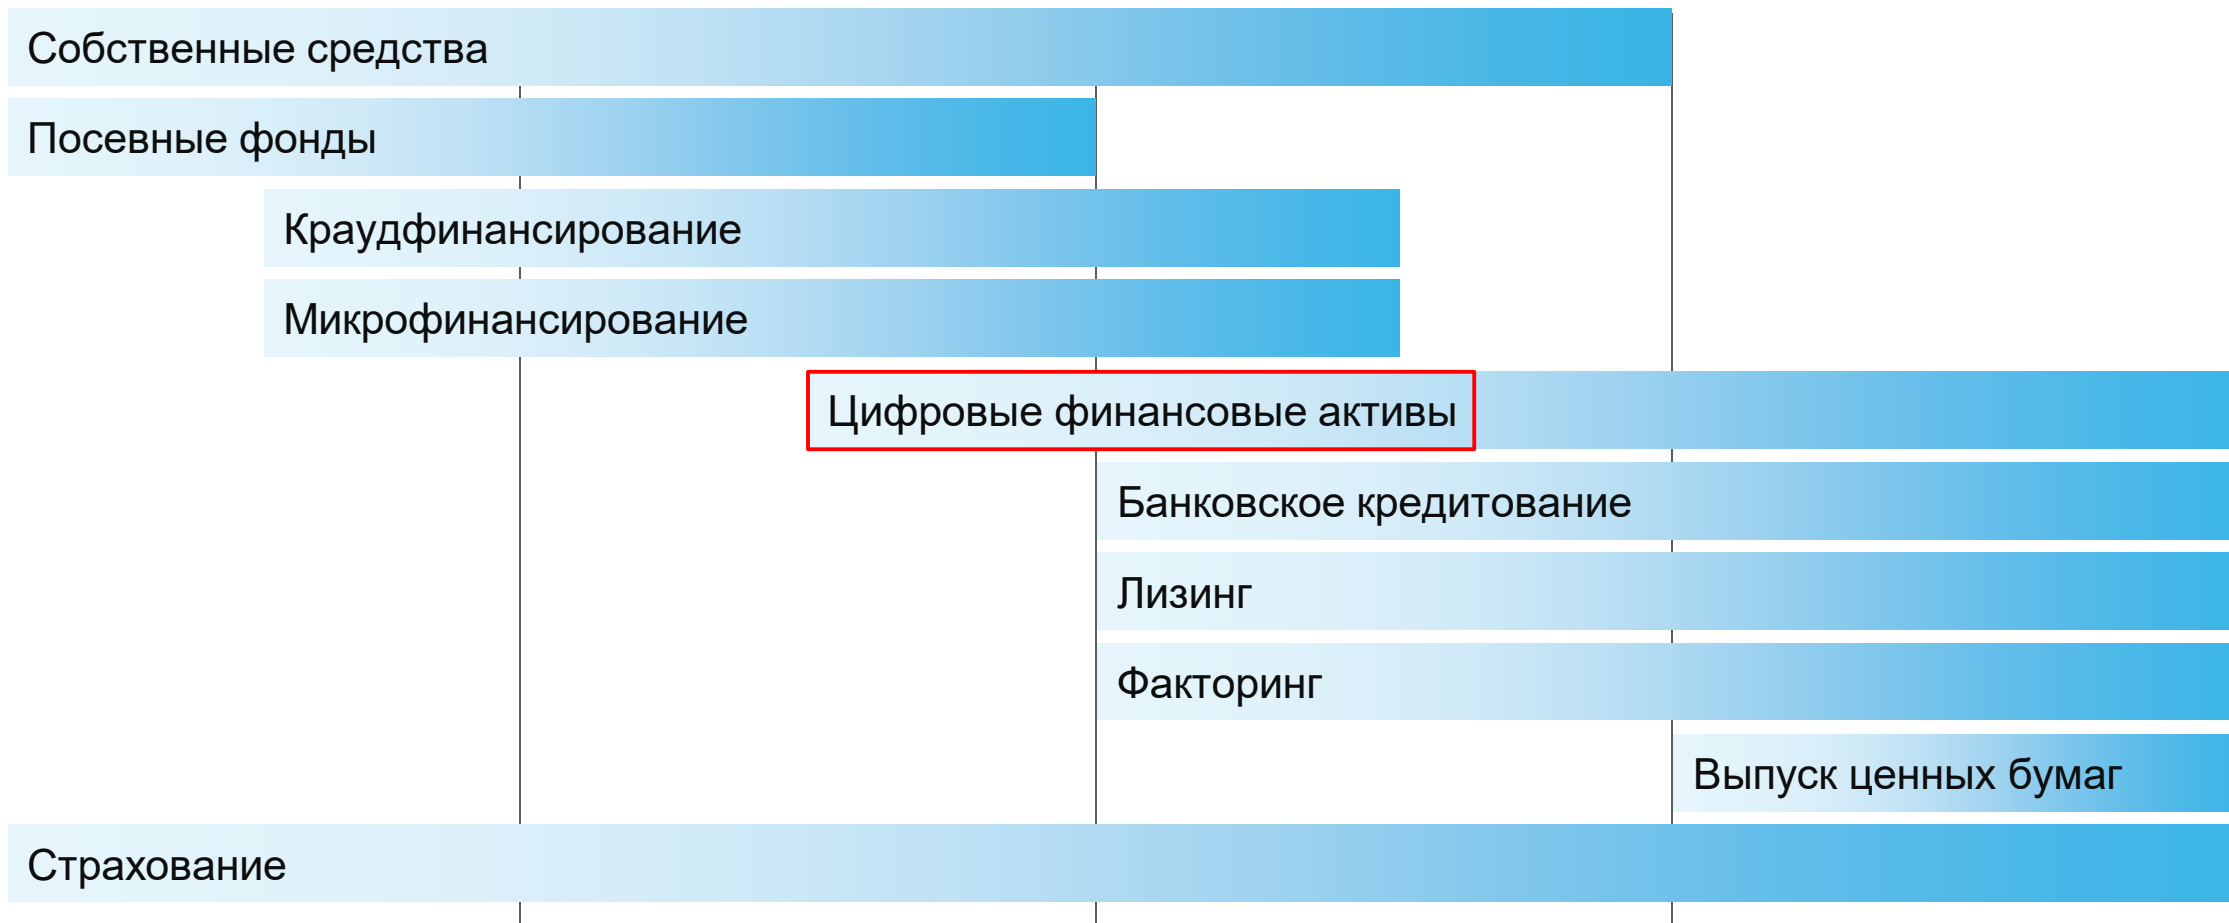 Собственные средства
Посевные фонды
Краудфинансирование
Микрофинансирование
Цифровые финансовые активы
Банковское кредитование
Лизинг
Факторинг
Выпуск ценных бумаг
Страхование